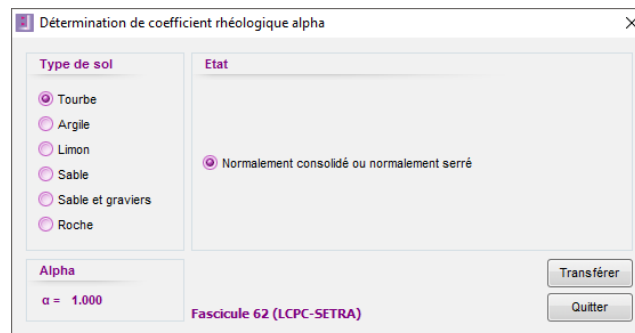 Détermination de coefficient rhéologique alpha
Type de sol
Tourbe
Argile
Limon
Sable
Sable et graviers
Roche
Etat
Normalement consolidé ou normalement serré
Alpha
α = 1.000
Fascicule 62 (LCPC-SETRA)
Transférer
Quitter